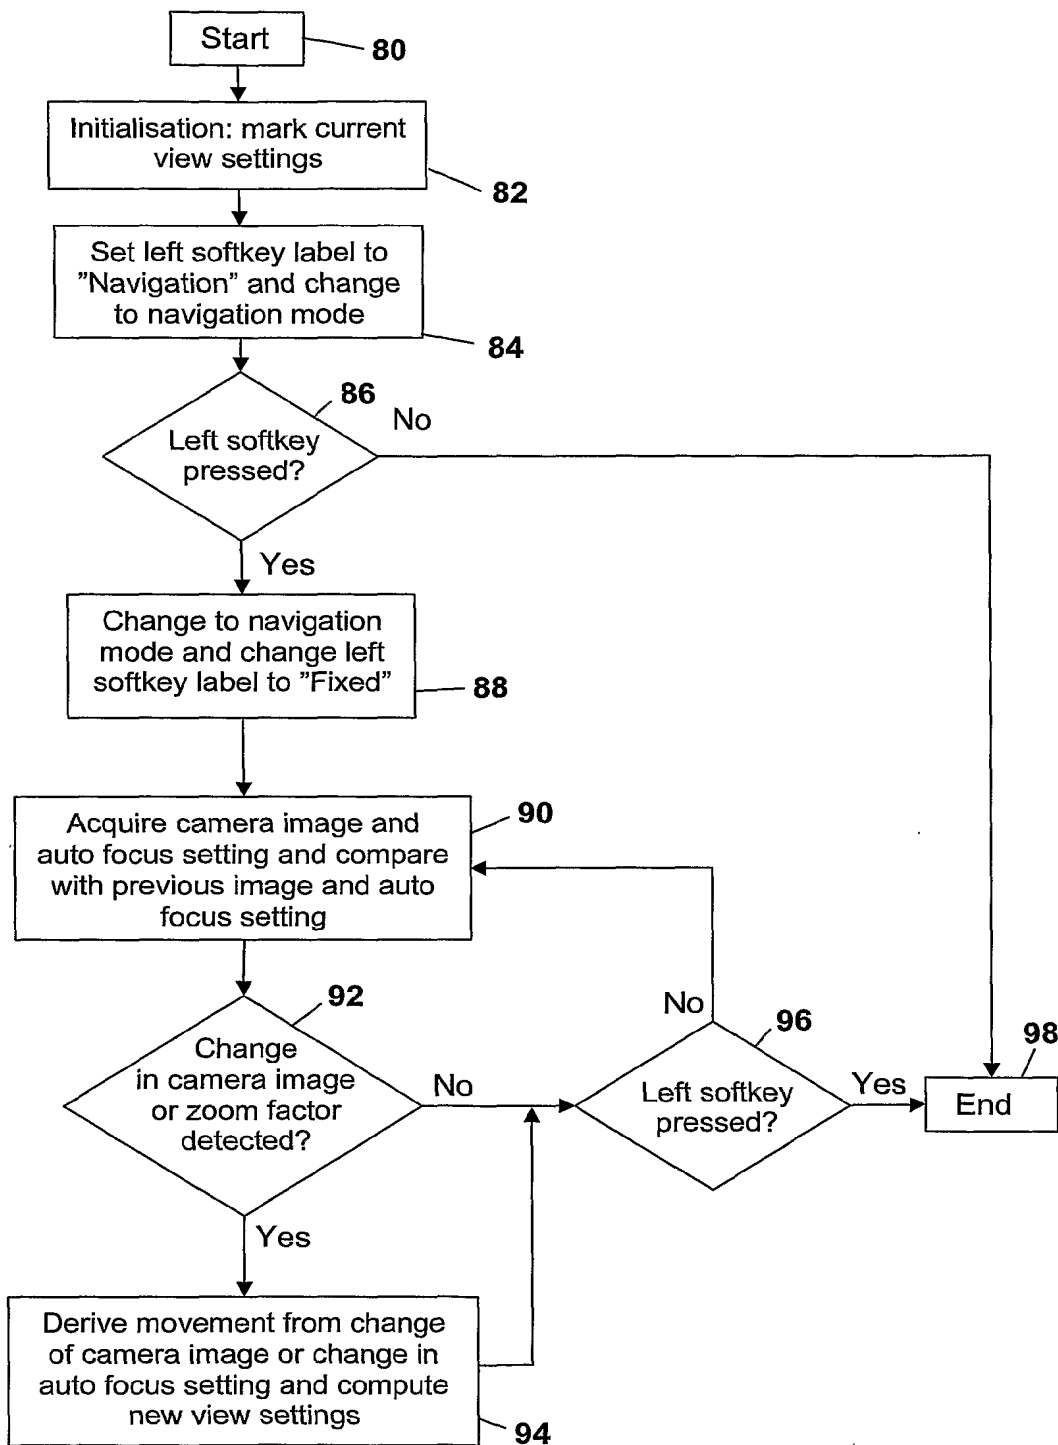 Start
80
Initialisation: mark current
view settings
82
Set left softkey label to
”Navigation” and change
to navigation mode
84
86
No
Left softkey
pressed?
Yes
Change to navigation
mode and change left
softkey label to ”Fixed”
88
90
Acquire camera image and
auto focus setting and compare
with previous image and auto
focus setting
92
Change
in camera image
or zoom factor
detected?
No
No
96
Left softkey
pressed?
Yes
98
End
Yes
Derive movement from change
of camera image or change in
auto focus setting and compute
new view settings
94